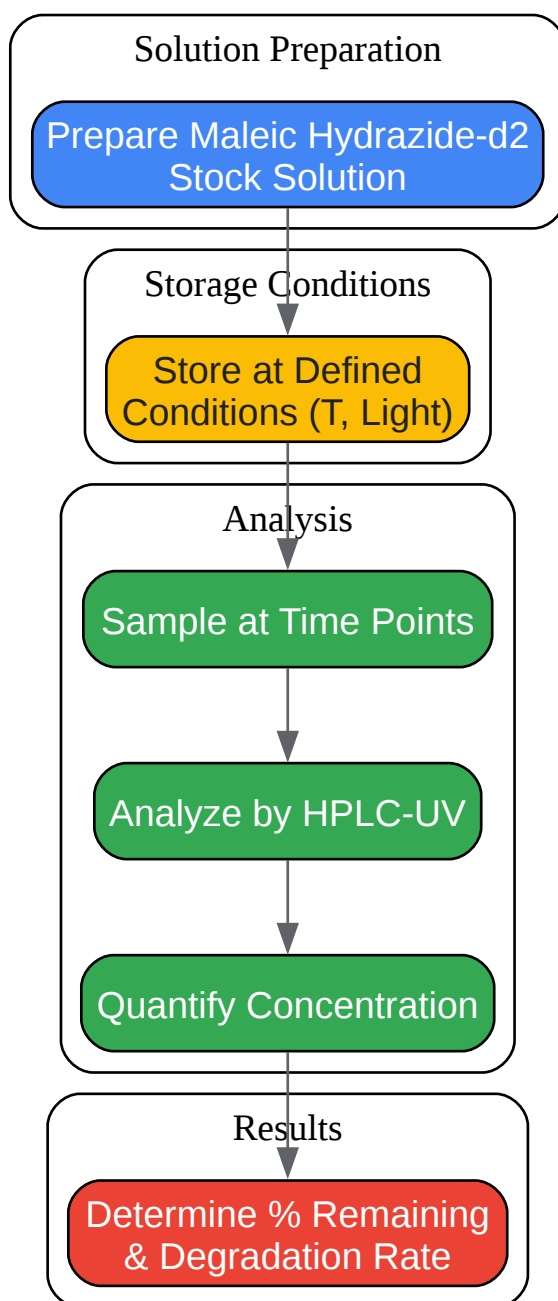 Solution Preparation
Prepare Maleic Hydrazide-d2
Stock Solution
Storage Conditions
Store at Defined
Conditions (T, Light)
Analysis
Sample at Time Points
Analyze by HPLC-UV
Quantify Concentration
Results
Determine % Remaining
& Degradation Rate